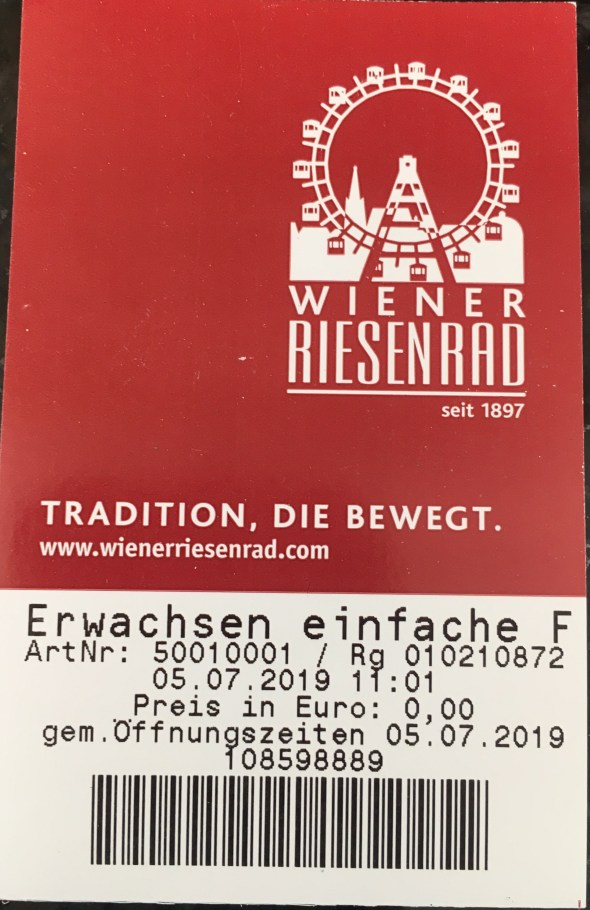 WIENER
RIESENRAD
seit 1897
TRADITION, DIE BEWEGT.
www.wienerriesenrad.com
Erwachsen einfache F
ArtNr: 50010001 / Rg 010210872
05.07.2019 11:01
Preis in Euro: 0,00
gem.Öffnungszeiten 05.07.2019
108598889